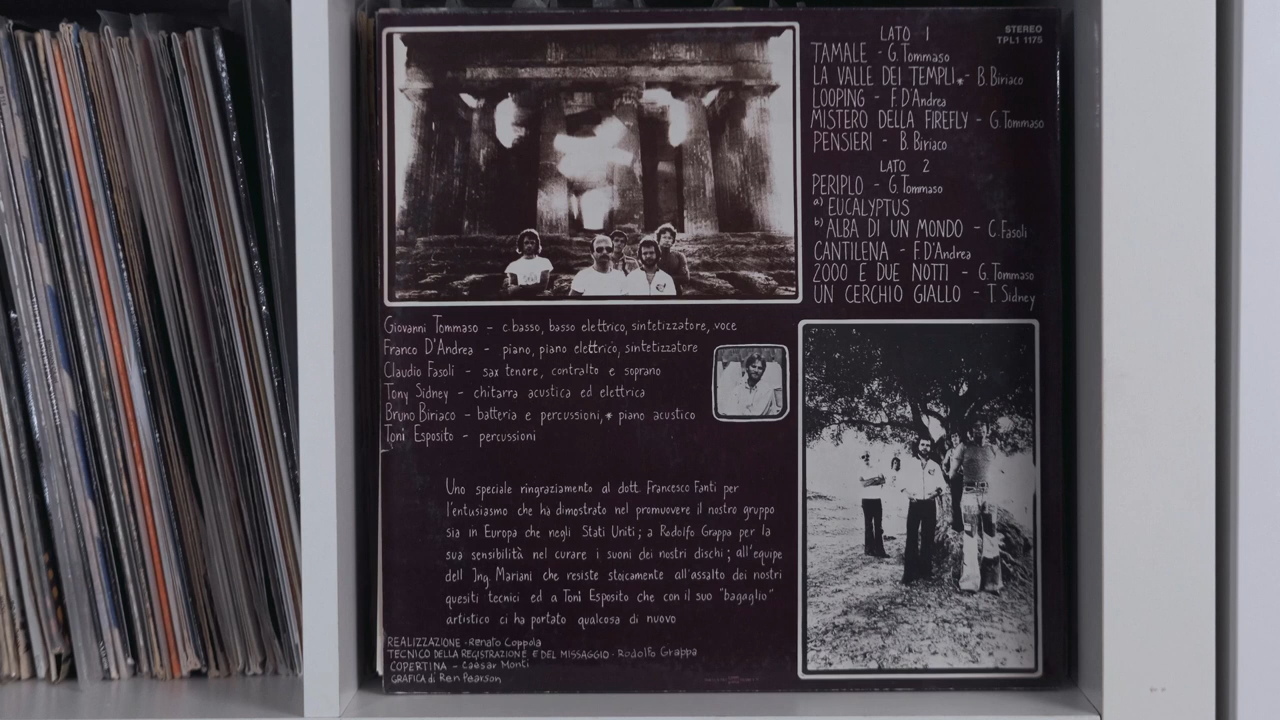 STEREO
TPL1 1175
LATO 1
TAMALE - G. Tommaso
LA VALLE DEI TEMPLI * - B. Biriaco
LOOPING - F. D'Andrea
MISTERO DELLA FIREFLY - G. Tommaso
PENSIERI - B. Biriaco
LATO 2
PERIPLO - G. Tommaso
a) EUCALYPTUS
b) ALBA DI UN MONDO - C. Fasoli
CANTILENA - F. D'Andrea
2000 E DUE NOTTI - G. Tommaso
UN CERCHIO GIALLO - T. Sidney
Giovanni Tommaso - c.basso, basso elettrico, sintetizzatore, voce
Franco D'Andrea - piano, piano elettrico, sintetizzatore
Claudio Fasoli - sax tenore, contralto e soprano
Tony Sidney - chitarra acustica ed elettrica
Bruno Biriaco - batteria e percussioni, * piano acustico
Toni Esposito - percussioni
Uno speciale ringraziamento al dott. Francesco Fanti per
l'entusiasmo che ha dimostrato nel promuovere il nostro gruppo
sia in Europa che negli Stati Uniti; a Rodolfo Grappa per la
sua sensibilità nel curare i suoni dei nostri dischi; all'equipe
dell' Ing. Mariani che resiste stoicamente all'assalto dei nostri
quesiti tecnici ed a Toni Esposito che con il suo "bagaglio"
artistico ci ha portato qualcosa di nuovo
REALIZZAZIONE - Renato Coppola
TECNICO DELLA REGISTRAZIONE E DEL MISSAGGIO - Rodolfo Grappa
COPERTINA - Caesar Monti
GRAFICA di Ren Pearson